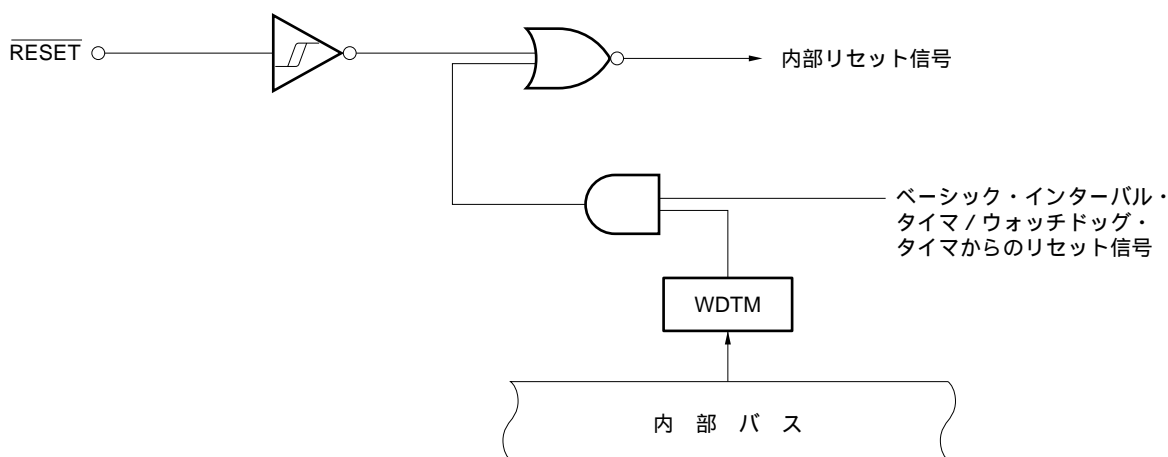 RESET
内部リセット信号
ベーシック・インターバル・
タイマ / ウォッチドッグ・
タイマからのリセット信号
WDTM
内 部 バ ス